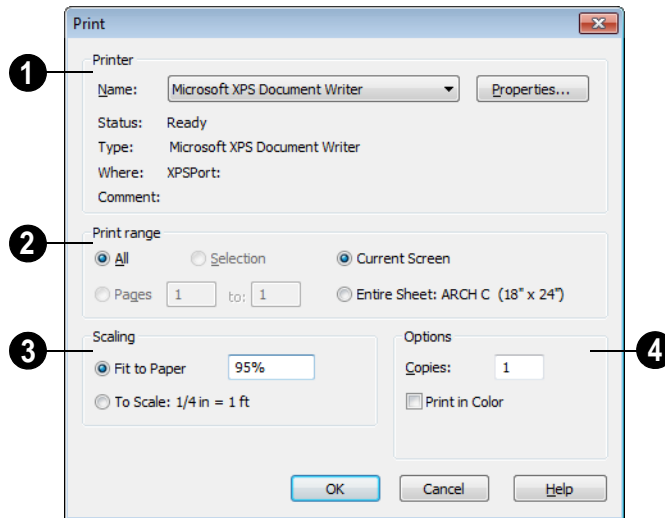 Print
1
Printer
Name: Microsoft XPS Document Writer Properties...
Status: Ready
Type: Microsoft XPS Document Writer
Where: XPSPort:
Comment:
2
Print range
All Selection Current Screen
Pages 1 to: 1 Entire Sheet: ARCH C (18" x 24")
3
Scaling
Fit to Paper 95%
To Scale: 1/4 in = 1 ft
4
Options
Copies: 1
Print in Color
OK Cancel Help